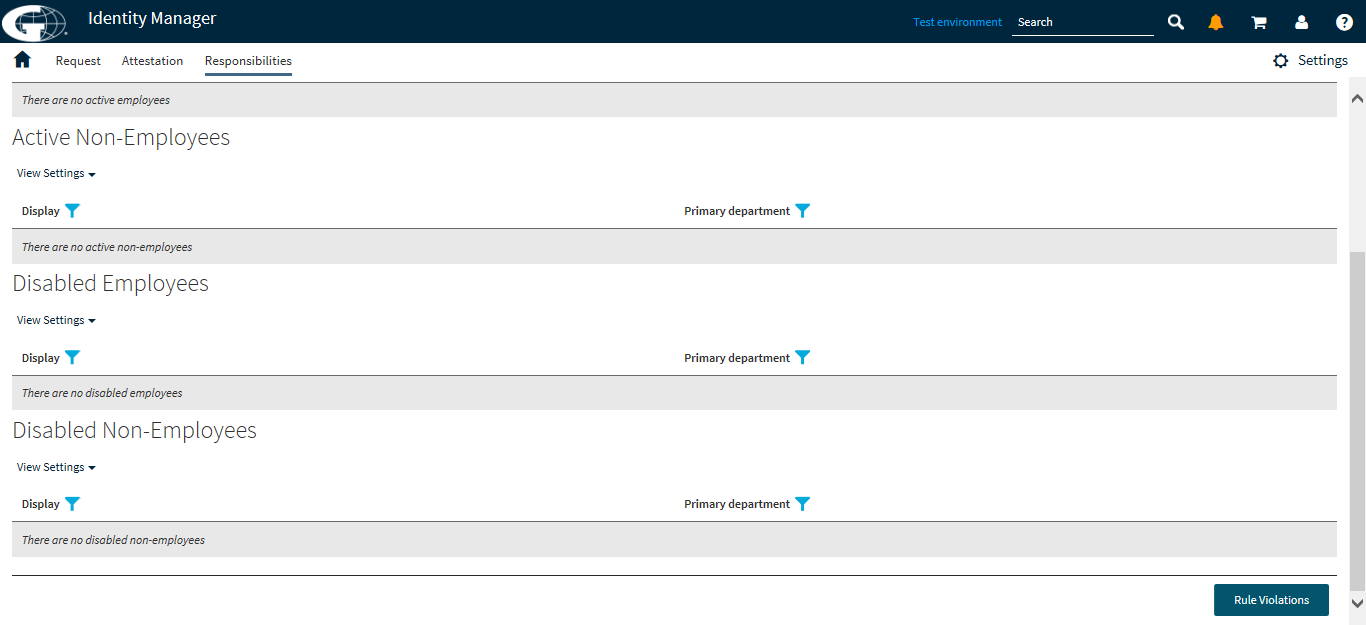 Identity Manager
Test environment
Search
Request
Attestation
Responsibilities
Settings
There are no active employees
Active Non-Employees
View Settings
Display
Primary department
There are no active non-employees
Disabled Employees
View Settings
Display
Primary department
There are no disabled employees
Disabled Non-Employees
View Settings
Display
Primary department
There are no disabled non-employees
Rule Violations